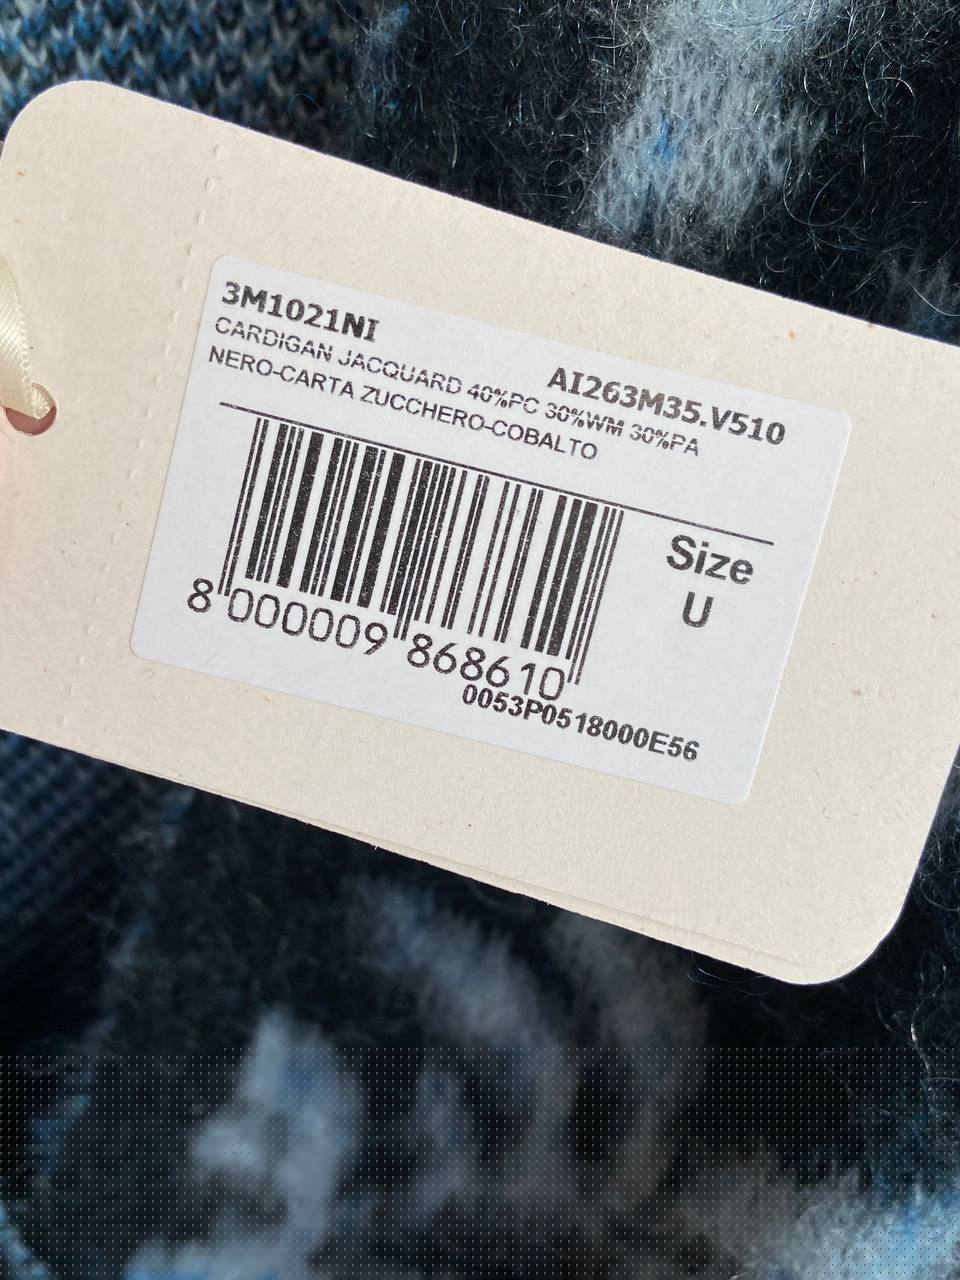 3M1021NI
AI263M35.V510
CARDIGAN JACQUARD 40%PC 30%WM 30%PA
NERO-CARTA ZUCCHERO-COBALTO
Size
U
8 000009 868610
0053P0518000E56